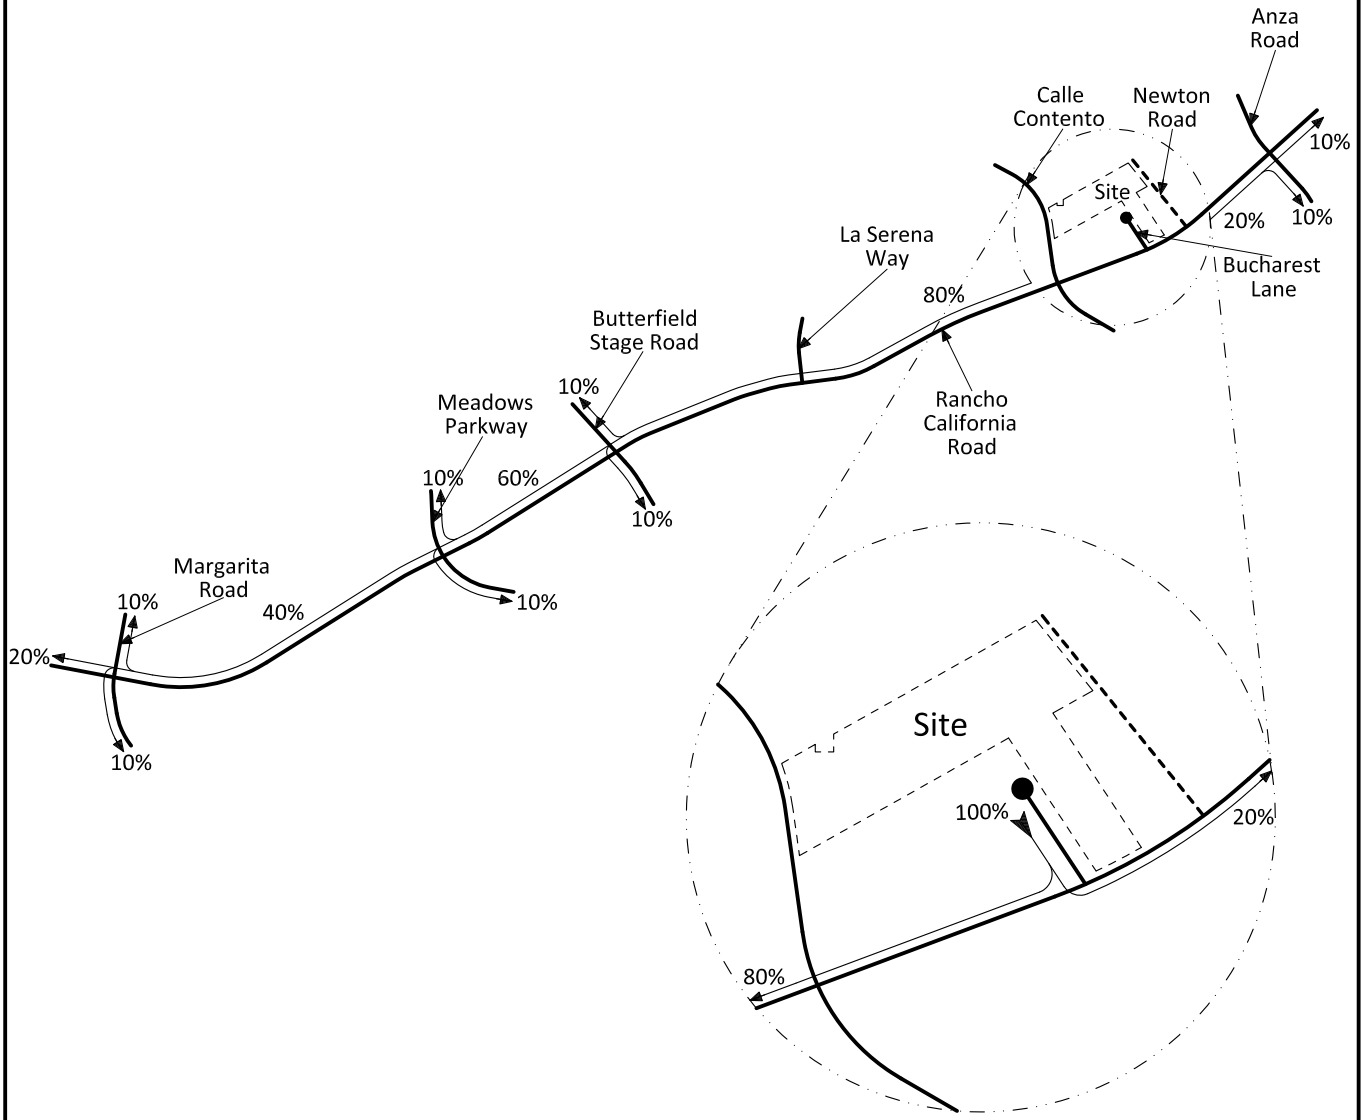 Anza
Road
Calle
Contento
Newton
Road
10%
Site
10%
20%
La Serena
Way
Bucharest
Lane
80%
Butterfield
Stage Road
10%
Rancho
California
Road
Meadows
Parkway
10%
60%
10%
Margarita
Road
10%
40%
10%
20%
10%
Site
100%
20%
80%